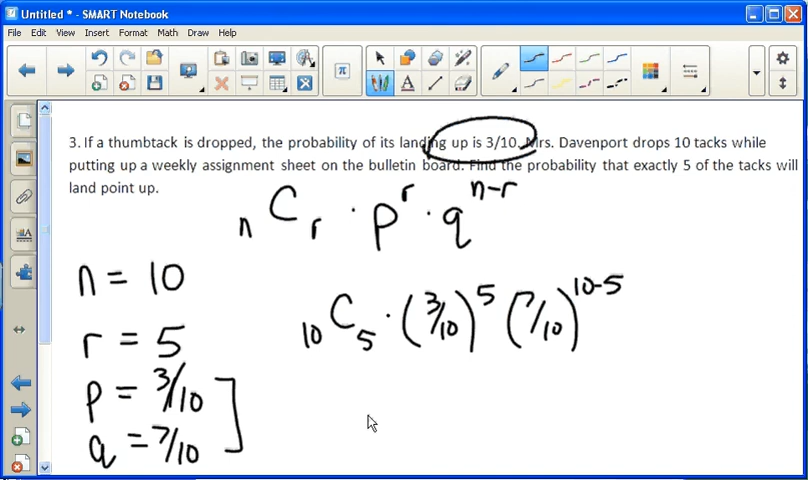 Untitled * - SMART Notebook
File Edit View Insert Format Math Draw Help
π
A
3. If a thumbtack is dropped, the probability of its landing up is 3/10. Mrs. Davenport drops 10 tacks while
putting up a weekly assignment sheet on the bulletin board. Find the probability that exactly 5 of the tacks will
land point up.
nCr · p^r · q^n-r
n = 10
10C5 · (3/10)^5 (7/10)^10-5
r = 5
p = 3/10
q = 7/10